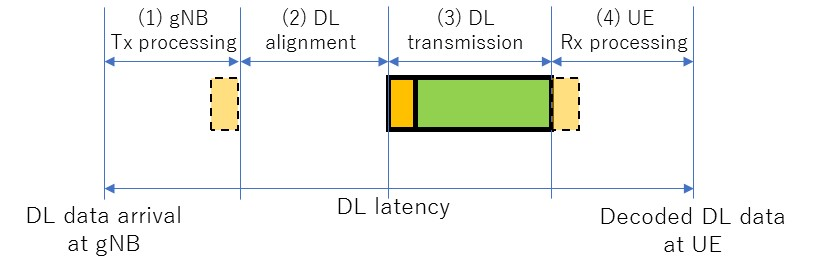 (1) gNB
Tx processing
(2) DL
alignment
(3) DL
transmission
(4) UE
Rx processing
DL latency
DL data arrival
at gNB
Decoded DL data
at UE